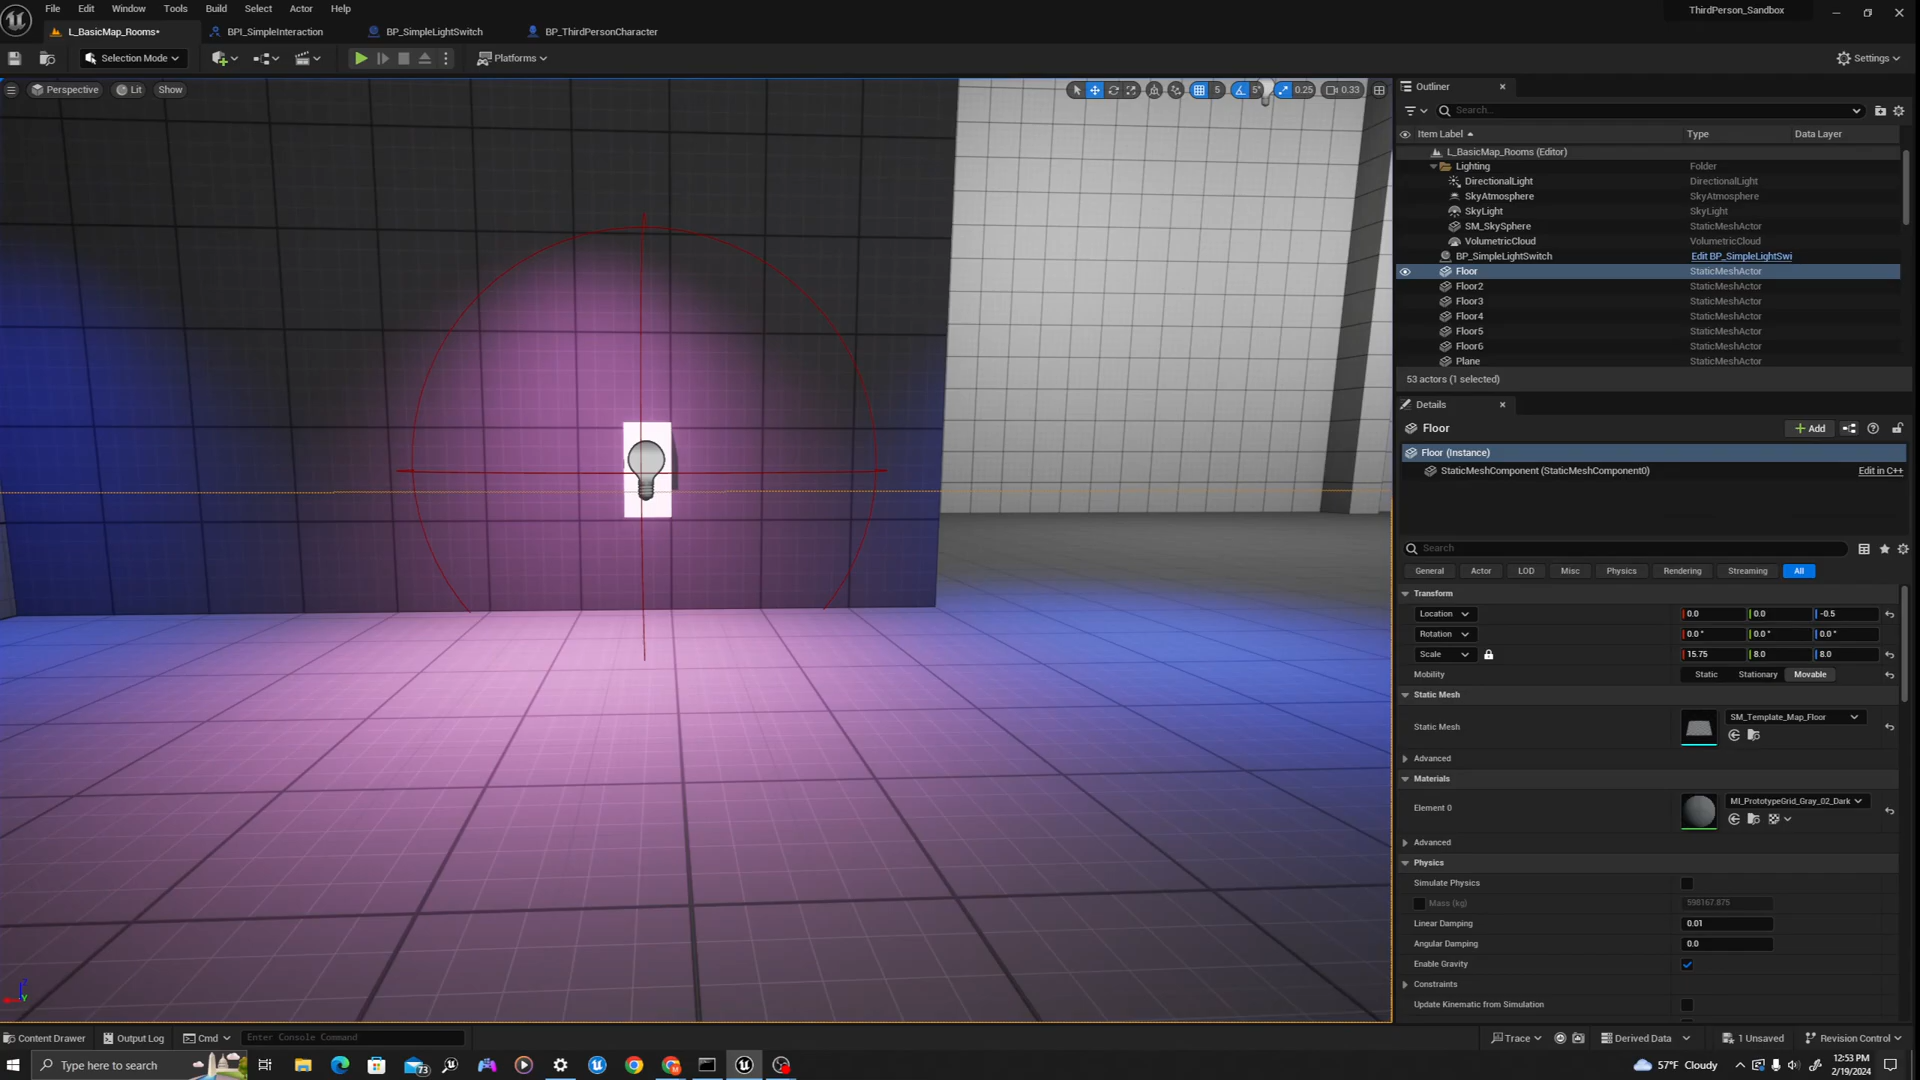 File Edit Window Tools Build Select Actor Help
ThirdPerson_Sandbox
L_BasicMap_Rooms* BPI_SimpleInteraction BP_SimpleLightSwitch BP_ThirdPersonCharacter
Selection Mode Platforms Settings
Perspective Lit Show 5 5° 0.25 0.33
Outliner
Search...
Item Label Type Data Layer
L_BasicMap_Rooms (Editor)
Lighting Folder
DirectionalLight DirectionalLight
SkyAtmosphere SkyAtmosphere
SkyLight SkyLight
SM_SkySphere StaticMeshActor
VolumetricCloud VolumetricCloud
BP_SimpleLightSwitch Edit BP_SimpleLightSwi
Floor StaticMeshActor
Floor2 StaticMeshActor
Floor3 StaticMeshActor
Floor4 StaticMeshActor
Floor5 StaticMeshActor
Floor6 StaticMeshActor
Plane StaticMeshActor
53 actors (1 selected)
Details
Floor Add
Floor (Instance)
StaticMeshComponent (StaticMeshComponent0) Edit in C++
Search
General Actor LOD Misc Physics Rendering Streaming All
Transform
Location 0.0 0.0 -0.5
Rotation 0.0° 0.0° 0.0°
Scale 15.75 8.0 8.0
Mobility Static Stationary Movable
Static Mesh
Static Mesh SM_Template_Map_Floor
Advanced
Materials
Element 0 MI_PrototypeGrid_Gray_02_Dark
Advanced
Physics
Simulate Physics
Mass (kg) 598167.875
Linear Damping 0.01
Angular Damping 0.0
Enable Gravity
Constraints
Update Kinematic from Simulation
Z
Y
Content Drawer Output Log Cmd Enter Console Command Trace Derived Data 1 Unsaved Revision Control
Type here to search 73 57°F Cloudy 12:53 PM
2/19/2024